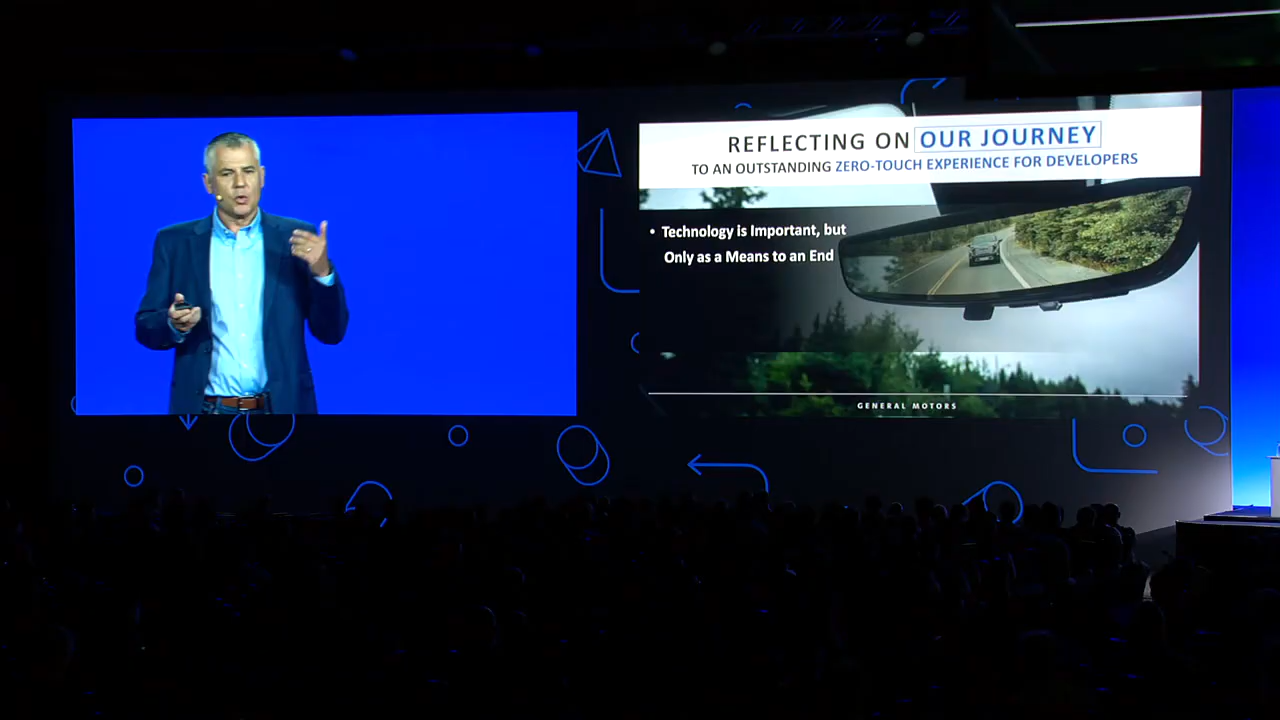 REFLECTING ON OUR JOURNEY
TO AN OUTSTANDING ZERO-TOUCH EXPERIENCE FOR DEVELOPERS
• Technology is Important, but
Only as a Means to an End
GENERAL MOTORS